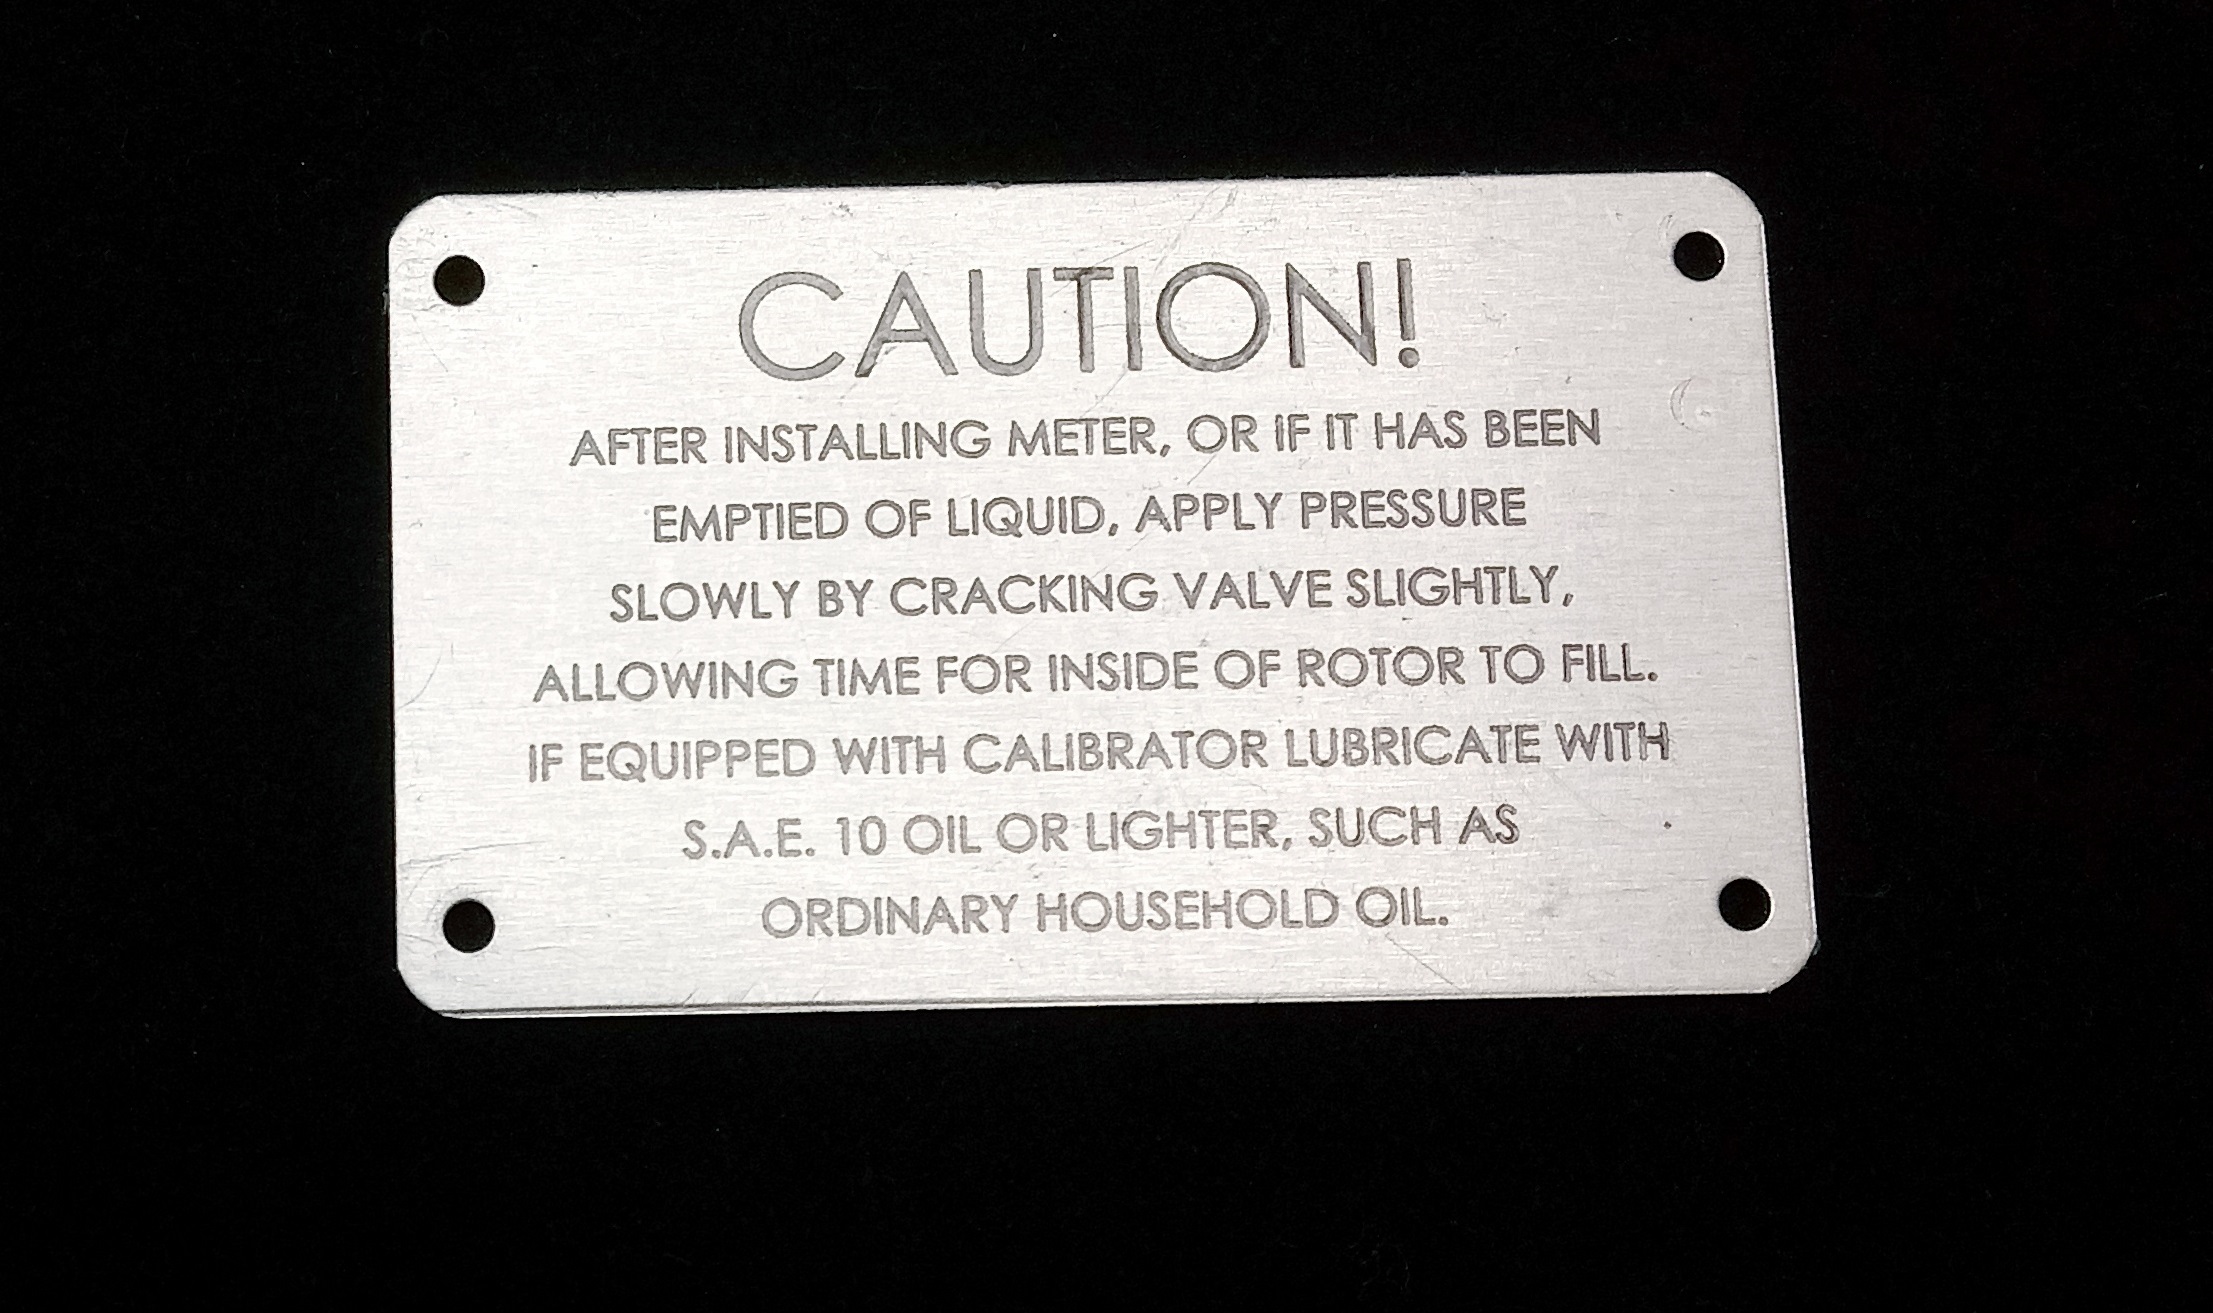 CAUTION!
AFTER INSTALLING METER, OR IF IT HAS BEEN
EMPTIED OF LIQUID, APPLY PRESSURE
SLOWLY BY CRACKING VALVE SLIGHTLY,
ALLOWING TIME FOR INSIDE OF ROTOR TO FILL.
IF EQUIPPED WITH CALIBRATOR LUBRICATE WITH
S.A.E. 10 OIL OR LIGHTER, SUCH AS
ORDINARY HOUSEHOLD OIL.